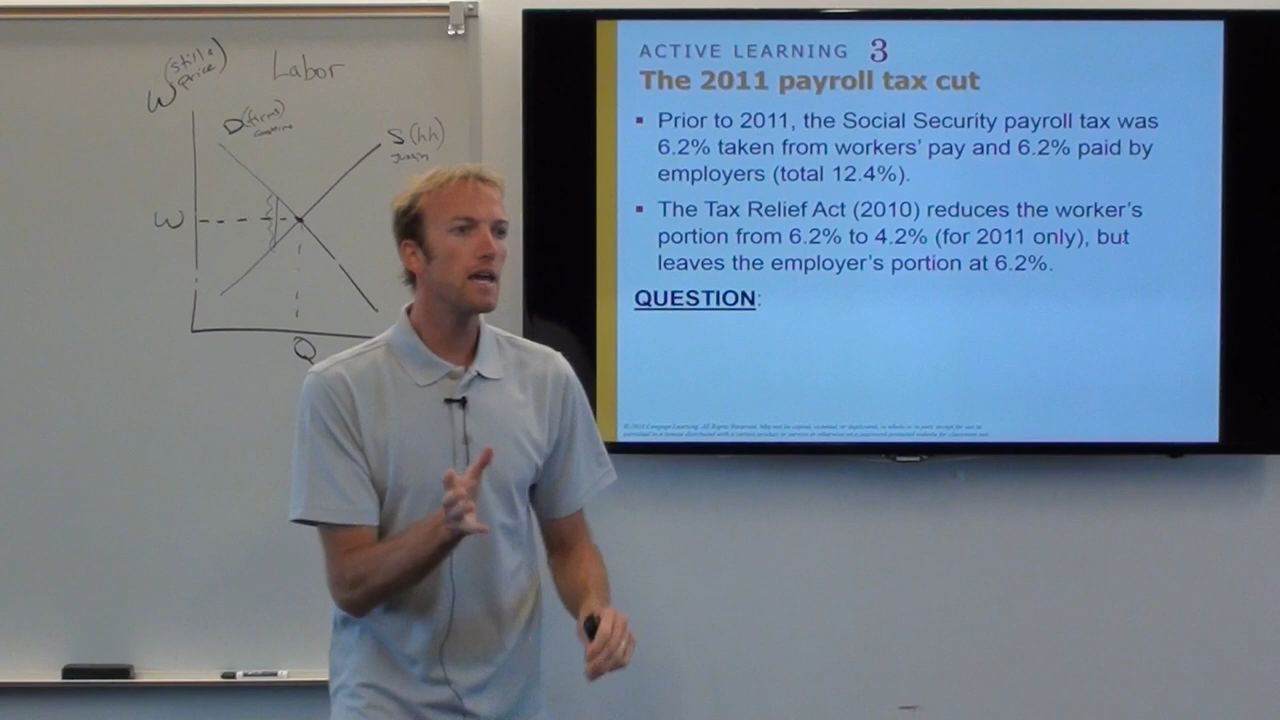 (still a
price)
W
Labor
D (firms)
S (hh)
W
Q
ACTIVE LEARNING 3
The 2011 payroll tax cut
▪ Prior to 2011, the Social Security payroll tax was
6.2% taken from workers' pay and 6.2% paid by
employers (total 12.4%).
▪ The Tax Relief Act (2010) reduces the worker's
portion from 6.2% to 4.2% (for 2011 only), but
leaves the employer's portion at 6.2%.
QUESTION: